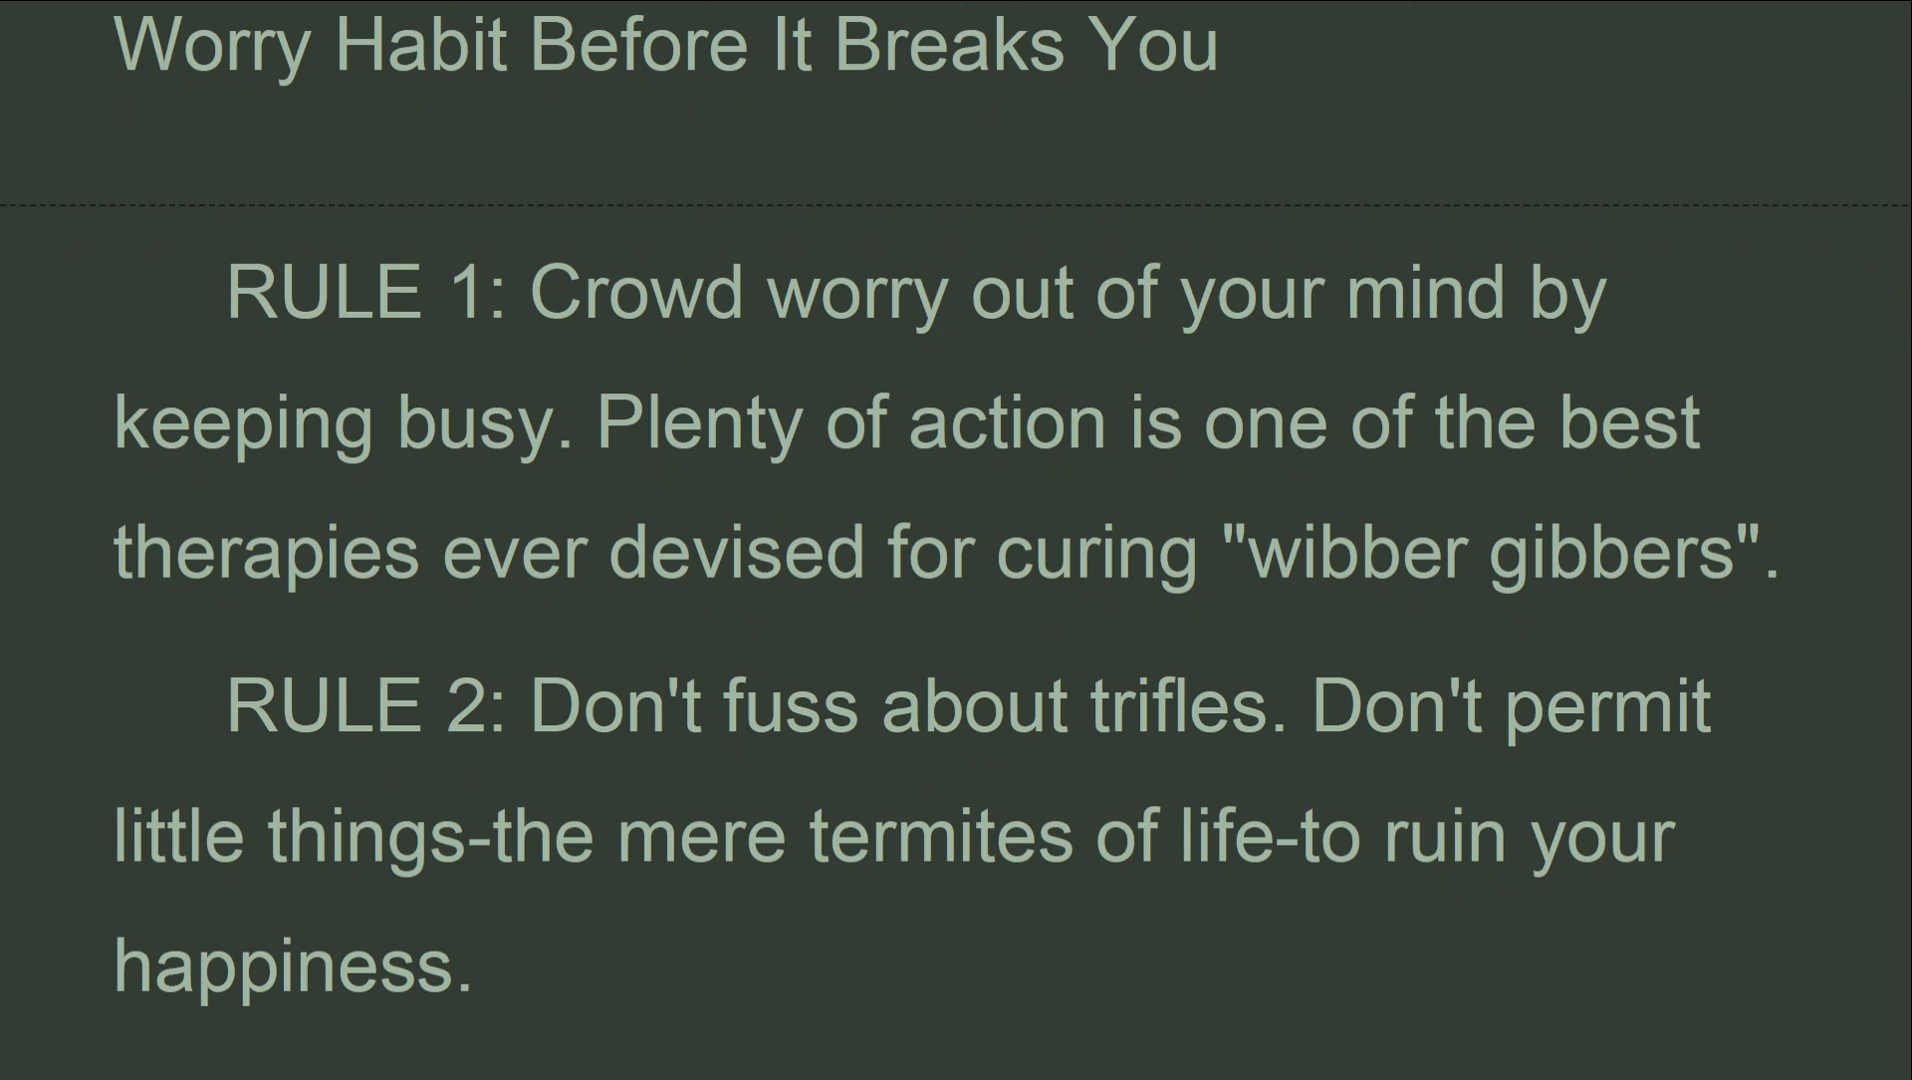 Worry Habit Before It Breaks You
RULE 1: Crowd worry out of your mind by
keeping busy. Plenty of action is one of the best
therapies ever devised for curing "wibber gibbers".
RULE 2: Don't fuss about trifles. Don't permit
little things-the mere termites of life-to ruin your
happiness.